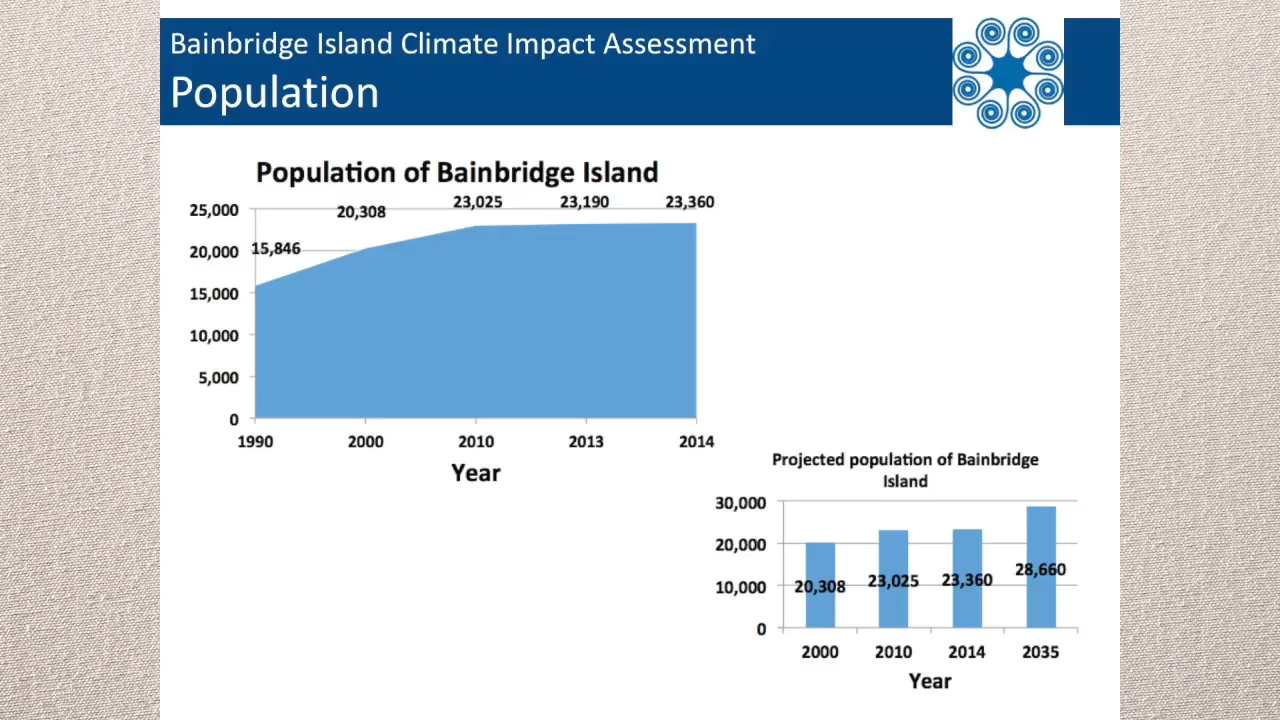 Bainbridge Island Climate Impact Assessment
Population
Population of Bainbridge Island
25,000
20,000
15,000
10,000
5,000
0
15,846
20,308
23,025
23,190
23,360
1990 2000 2010 2013 2014
Year
Projected population of Bainbridge
Island
30,000
20,000
10,000
0
20,308 23,025 23,360 28,660
2000 2010 2014 2035
Year